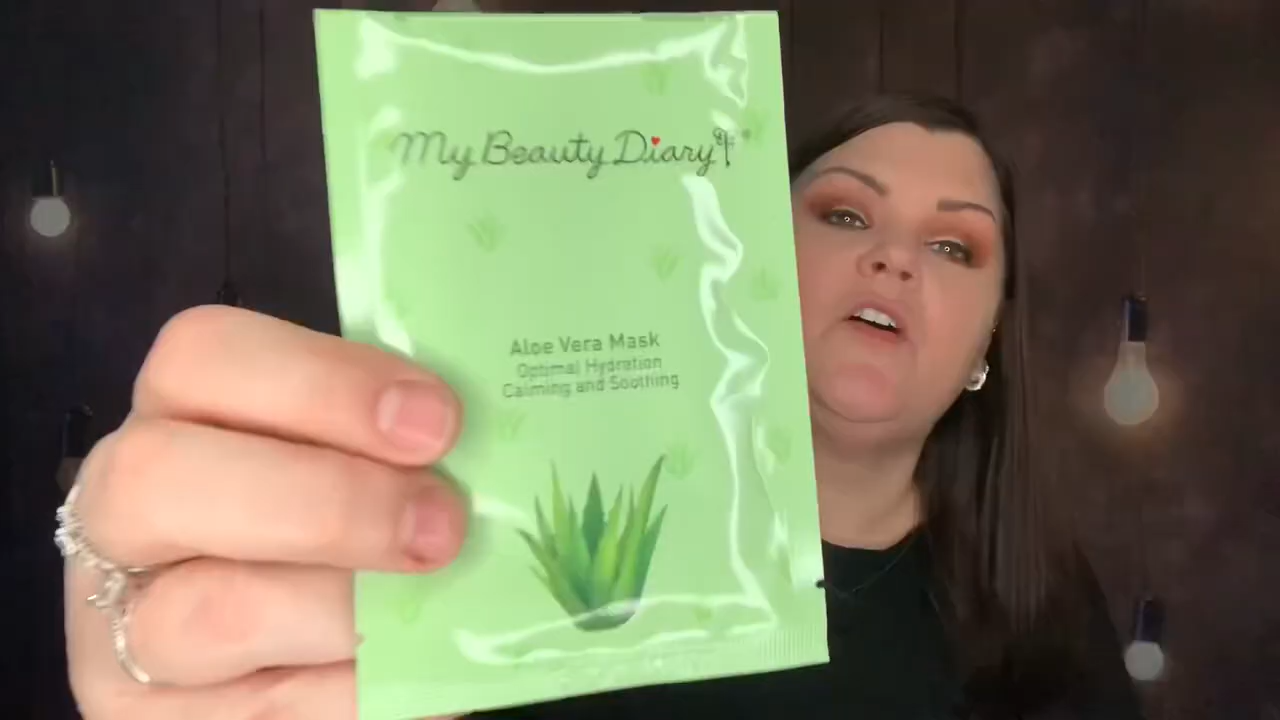 My Beauty Diary
Aloe Vera Mask
Optimal Hydration
Calming and Soothing